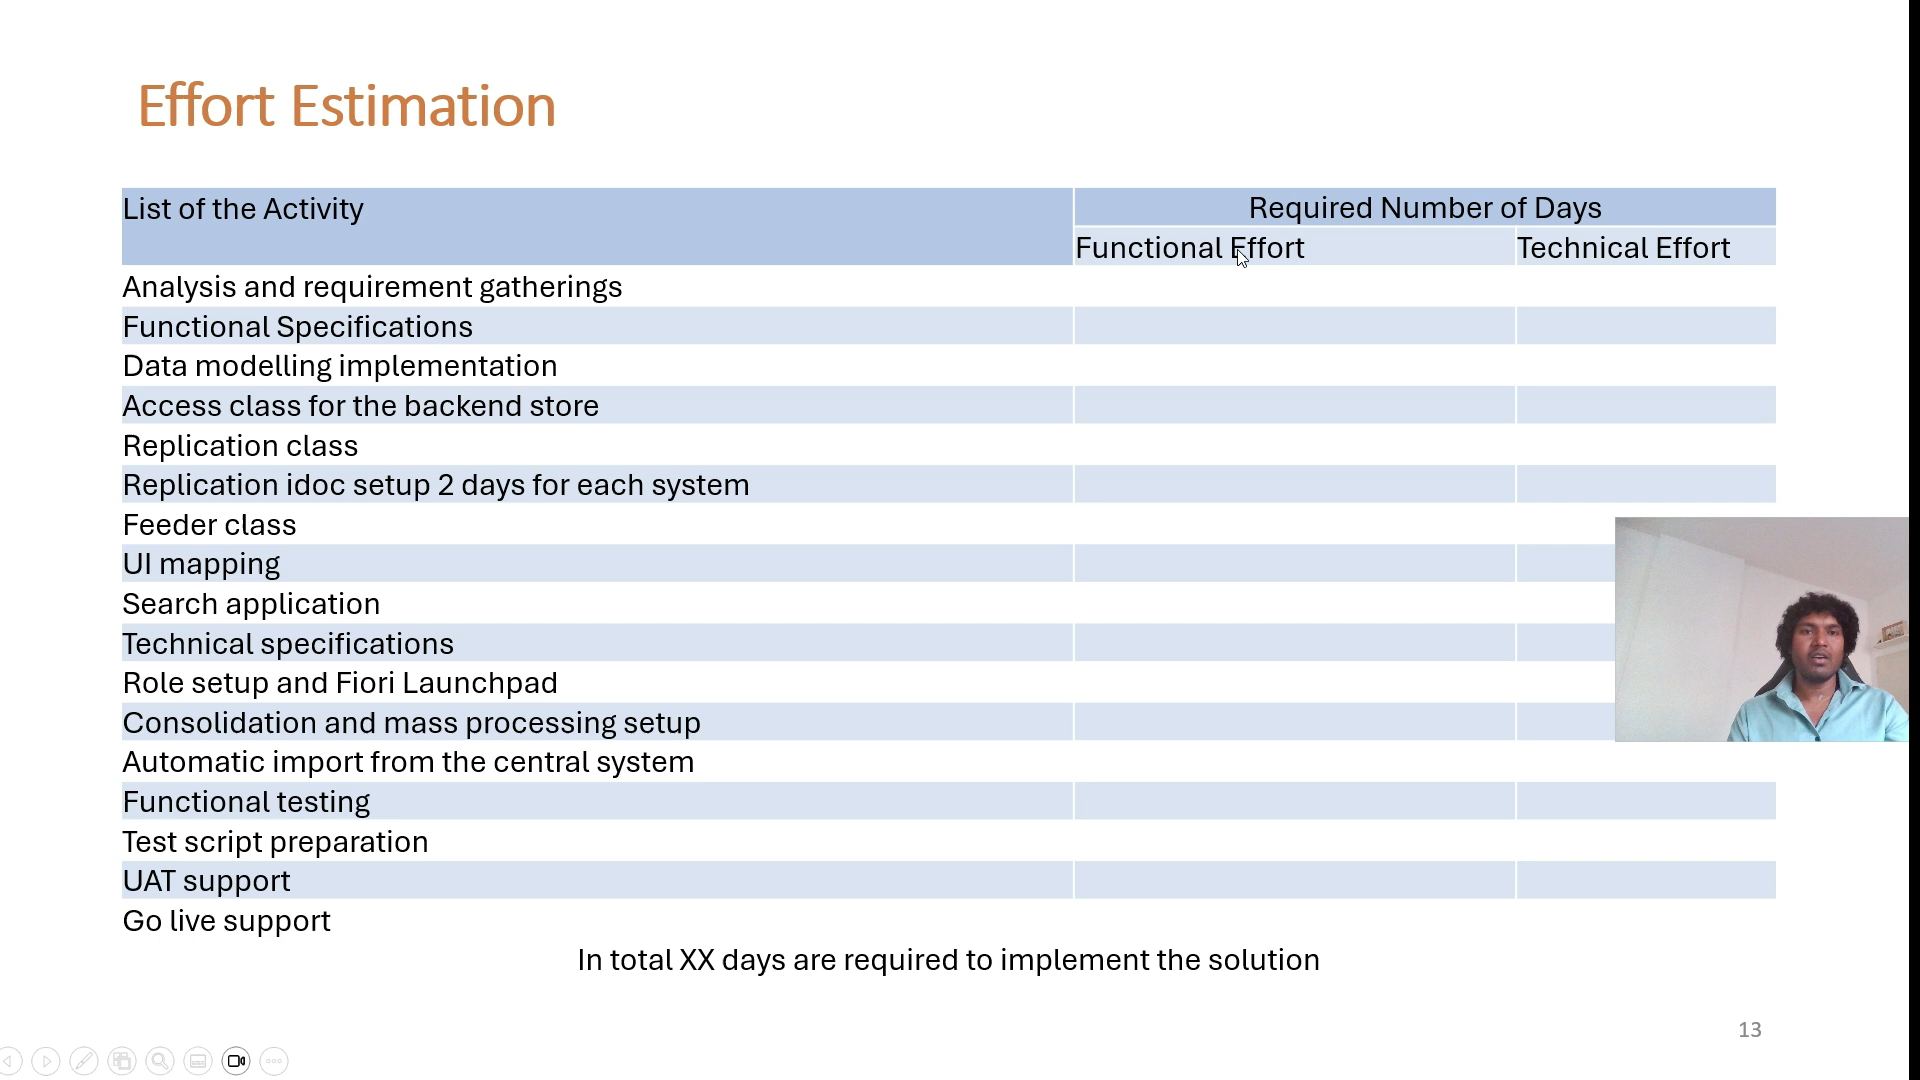 Effort Estimation
List of the Activity
Required Number of Days
Functional Effort
Technical Effort
Analysis and requirement gatherings
Functional Specifications
Data modelling implementation
Access class for the backend store
Replication class
Replication idoc setup 2 days for each system
Feeder class
UI mapping
Search application
Technical specifications
Role setup and Fiori Launchpad
Consolidation and mass processing setup
Automatic import from the central system
Functional testing
Test script preparation
UAT support
Go live support
In total XX days are required to implement the solution
13